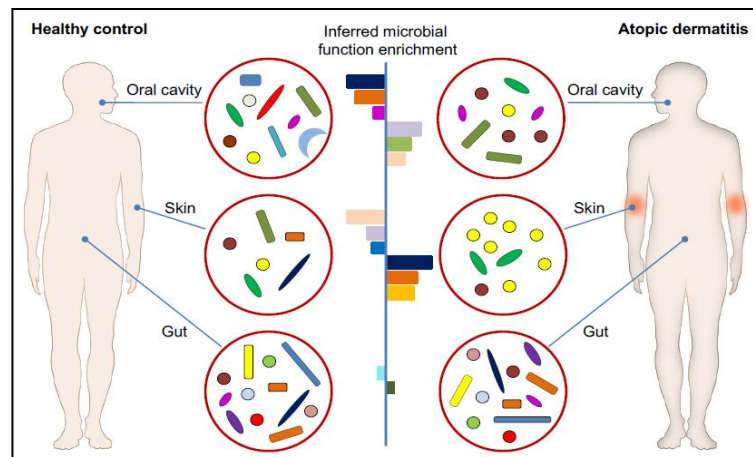 Healthy control
Inferred microbial
function enrichment
Atopic dermatitis
Oral cavity
Oral cavity
Skin
Skin
Gut
Gut